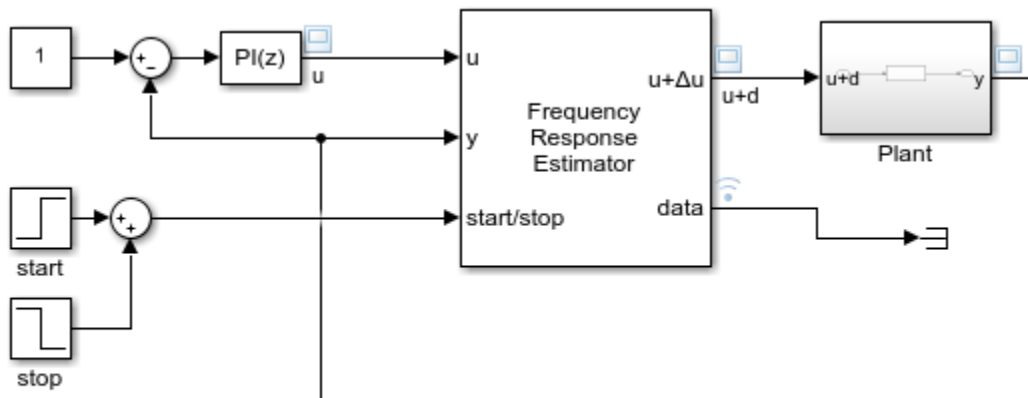 1
+
−
PI(z)
u
u
y
start/stop
Frequency
Response
Estimator
u+Δu
data
u+d
u+d
y
Plant
+
+
start
stop